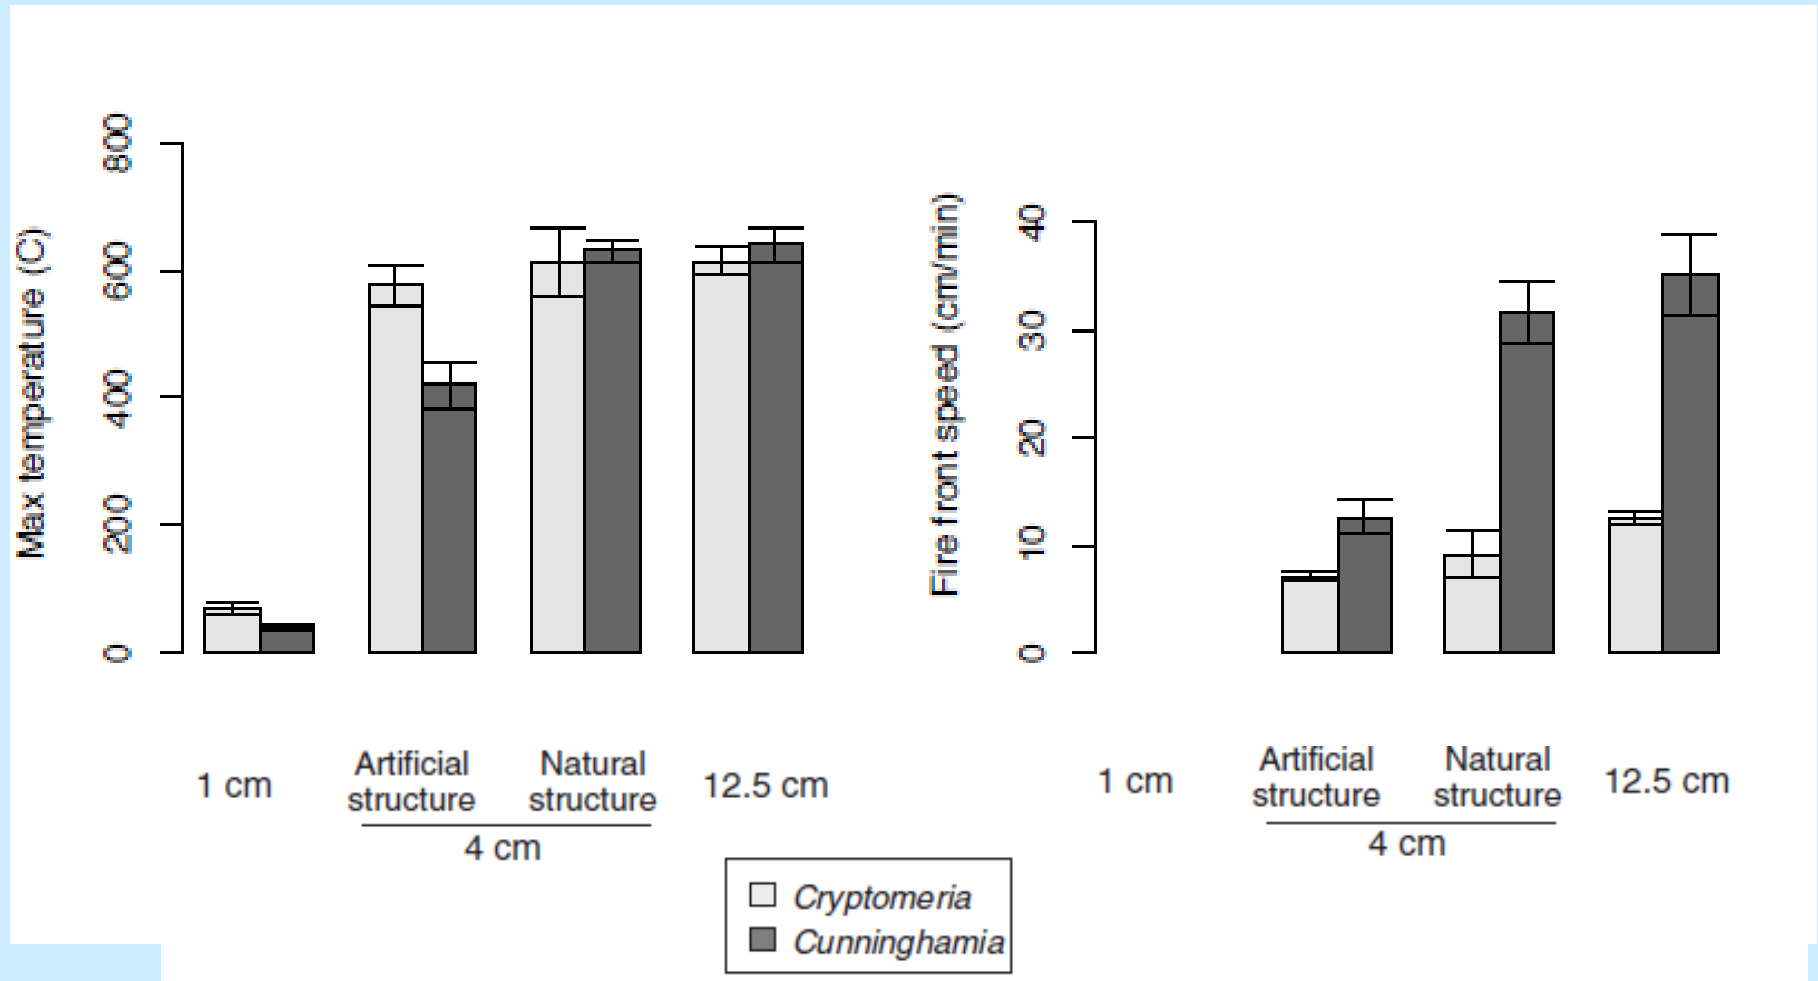 Max temperature (C)
800
600
400
200
0
1 cm
Artificial
structure
Natural
structure
12.5 cm
4 cm
Fire front speed (cm/min)
40
30
20
10
0
1 cm
Artificial
structure
Natural
structure
12.5 cm
4 cm
Cryptomeria
Cunninghamia